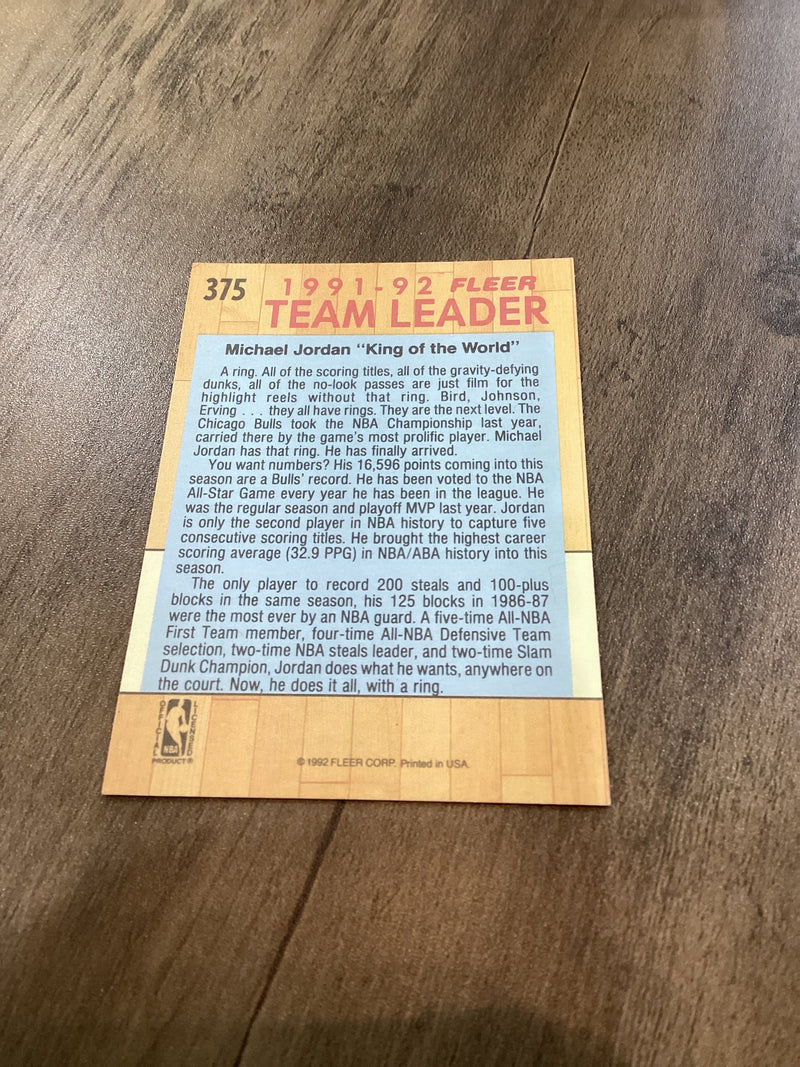 375
1991-92 FLEER
TEAM LEADER
Michael Jordan "King of the World"
A ring. All of the scoring titles, all of the gravity-defying
dunks, all of the no-look passes are just film for the
highlight reels without that ring. Bird, Johnson,
Erving . . . they all have rings. They are the next level. The
Chicago Bulls took the NBA Championship last year,
carried there by the game's most prolific player. Michael
Jordan has that ring. He has finally arrived.
You want numbers? His 16,596 points coming into this
season are a Bulls' record. He has been voted to the NBA
All-Star Game every year he has been in the league. He
was the regular season and playoff MVP last year. Jordan
is only the second player in NBA history to capture five
consecutive scoring titles. He brought the highest career
scoring average (32.9 PPG) in NBA/ABA history into this
season.
The only player to record 200 steals and 100-plus
blocks in the same season, his 125 blocks in 1986-87
were the most ever by an NBA guard. A five-time All-NBA
First Team member, four-time All-NBA Defensive Team
selection, two-time NBA steals leader, and two-time Slam
Dunk Champion, Jordan does what he wants, anywhere on
the court. Now, he does it all, with a ring.
OFFICIAL
NBA
LICENSED
PRODUCT®
© 1992 FLEER CORP. Printed in USA.